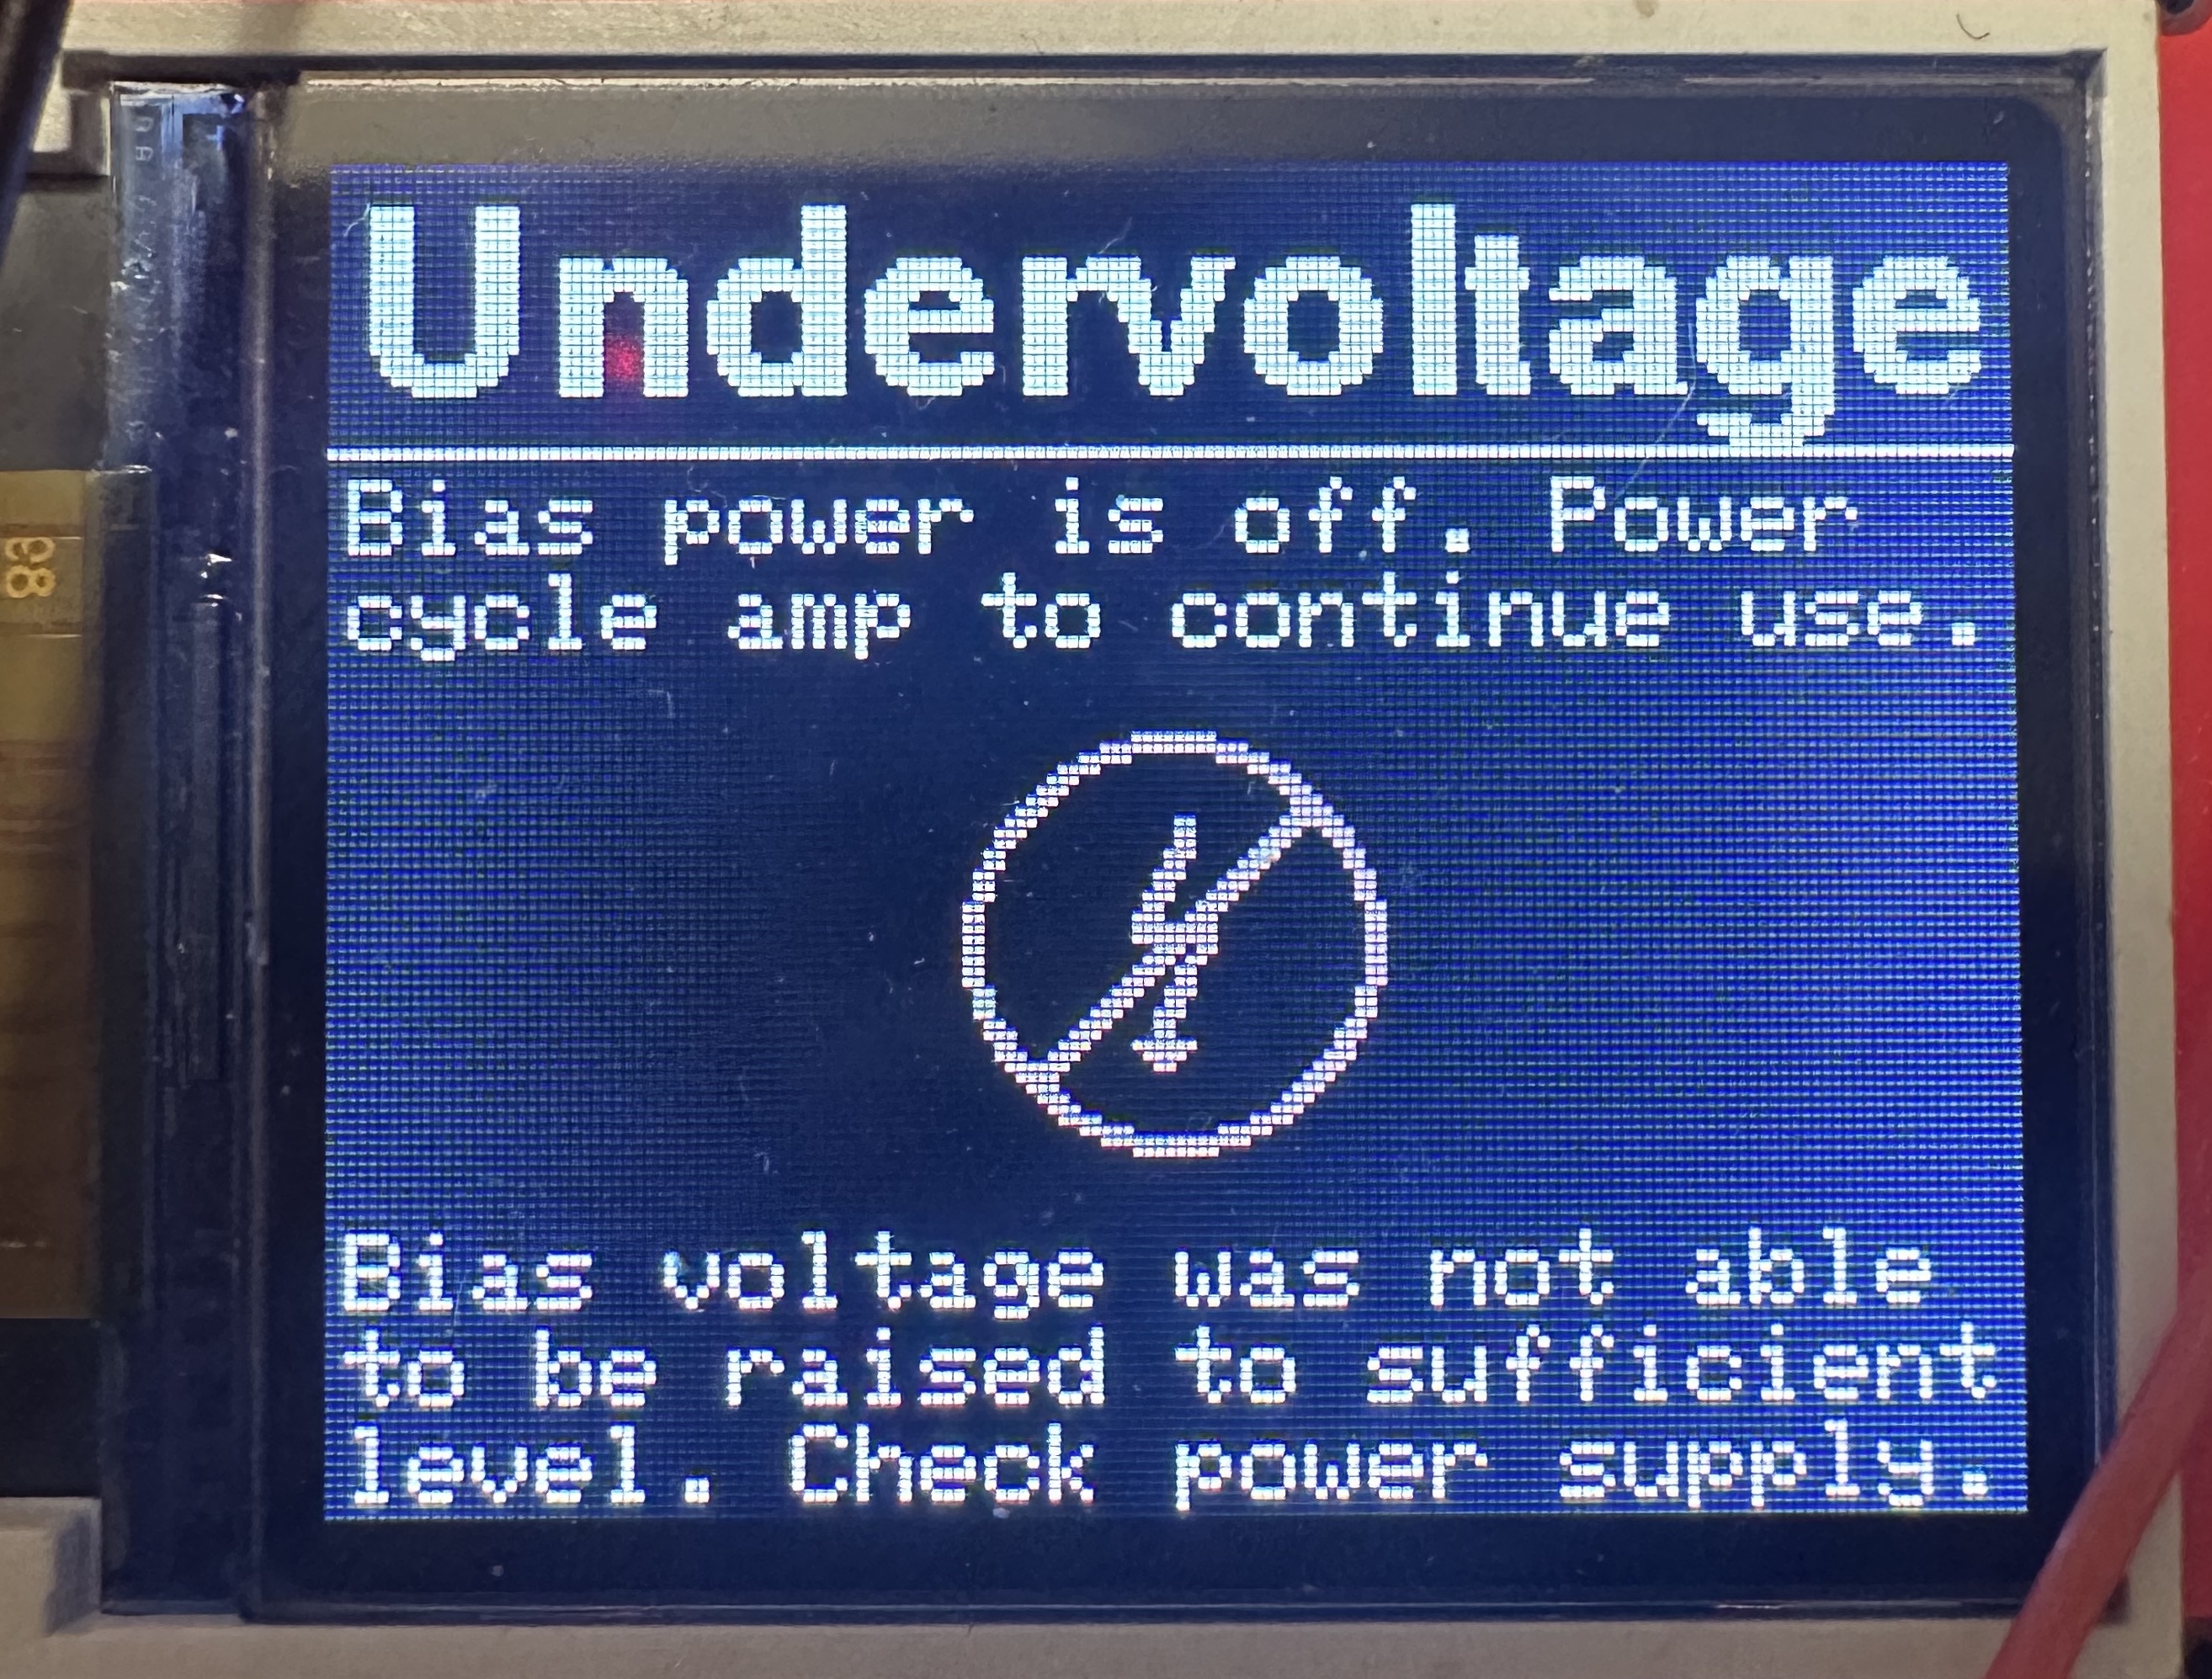 Undervoltage
Bias power is off. Power
cycle amp to continue use.
Bias voltage was not able
to be raised to sufficient
level. Check power supply.